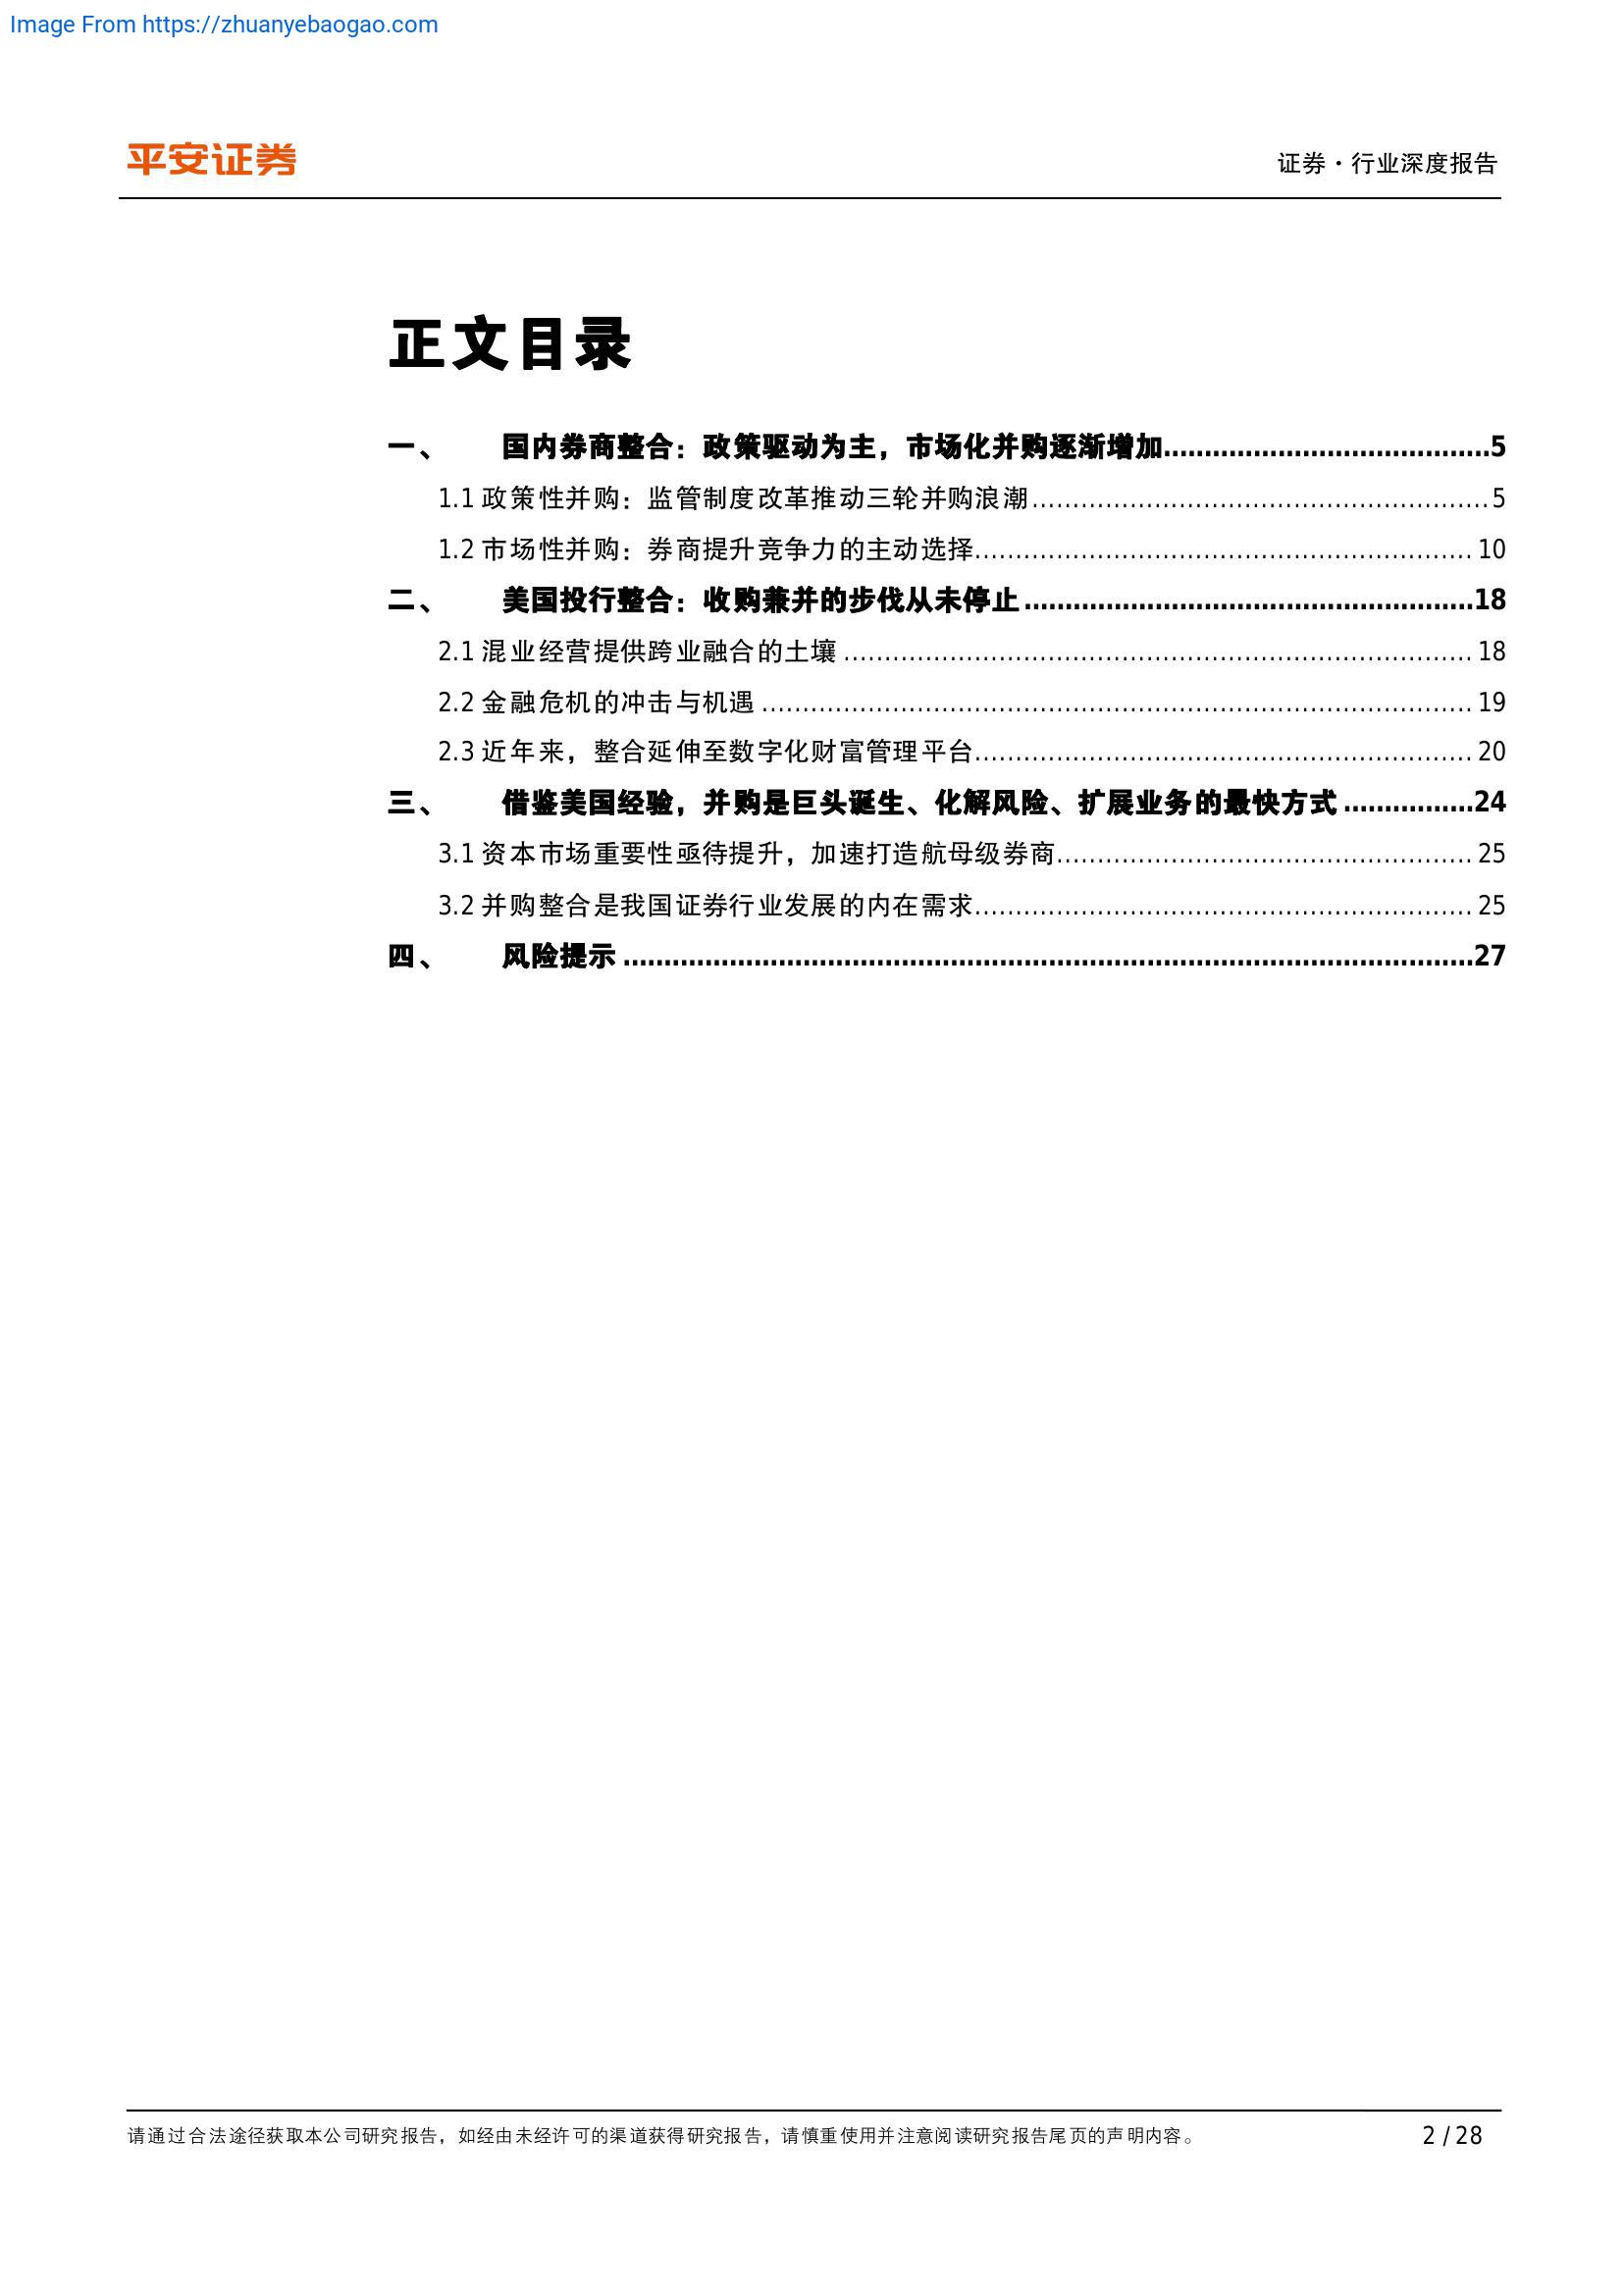 Image From https://zhuanyebaogao.com
平安证券
证券·行业深度报告
正文目录
一、 国内券商整合：政策驱动为主，市场化并购逐渐增加........................................5
1.1 政策性并购：监管制度改革推动三轮并购浪潮........................................................5
1.2 市场性并购：券商提升竞争力的主动选择............................................................. 10
二、 美国投行整合：收购兼并的步伐从未停止.......................................................18
2.1 混业经营提供跨业融合的土壤 ............................................................................. 18
2.2 金融危机的冲击与机遇 ....................................................................................... 19
2.3 近年来，整合延伸至数字化财富管理平台............................................................. 20
三、 借鉴美国经验，并购是巨头诞生、化解风险、扩展业务的最快方式 ................24
3.1 资本市场重要性亟待提升，加速打造航母级券商................................................... 25
3.2 并购整合是我国证券行业发展的内在需求............................................................. 25
四、 风险提示 ........................................................................................................27
请通过合法途径获取本公司研究报告，如经由未经许可的渠道获得研究报告，请慎重使用并注意阅读研究报告尾页的声明内容。
2 / 28